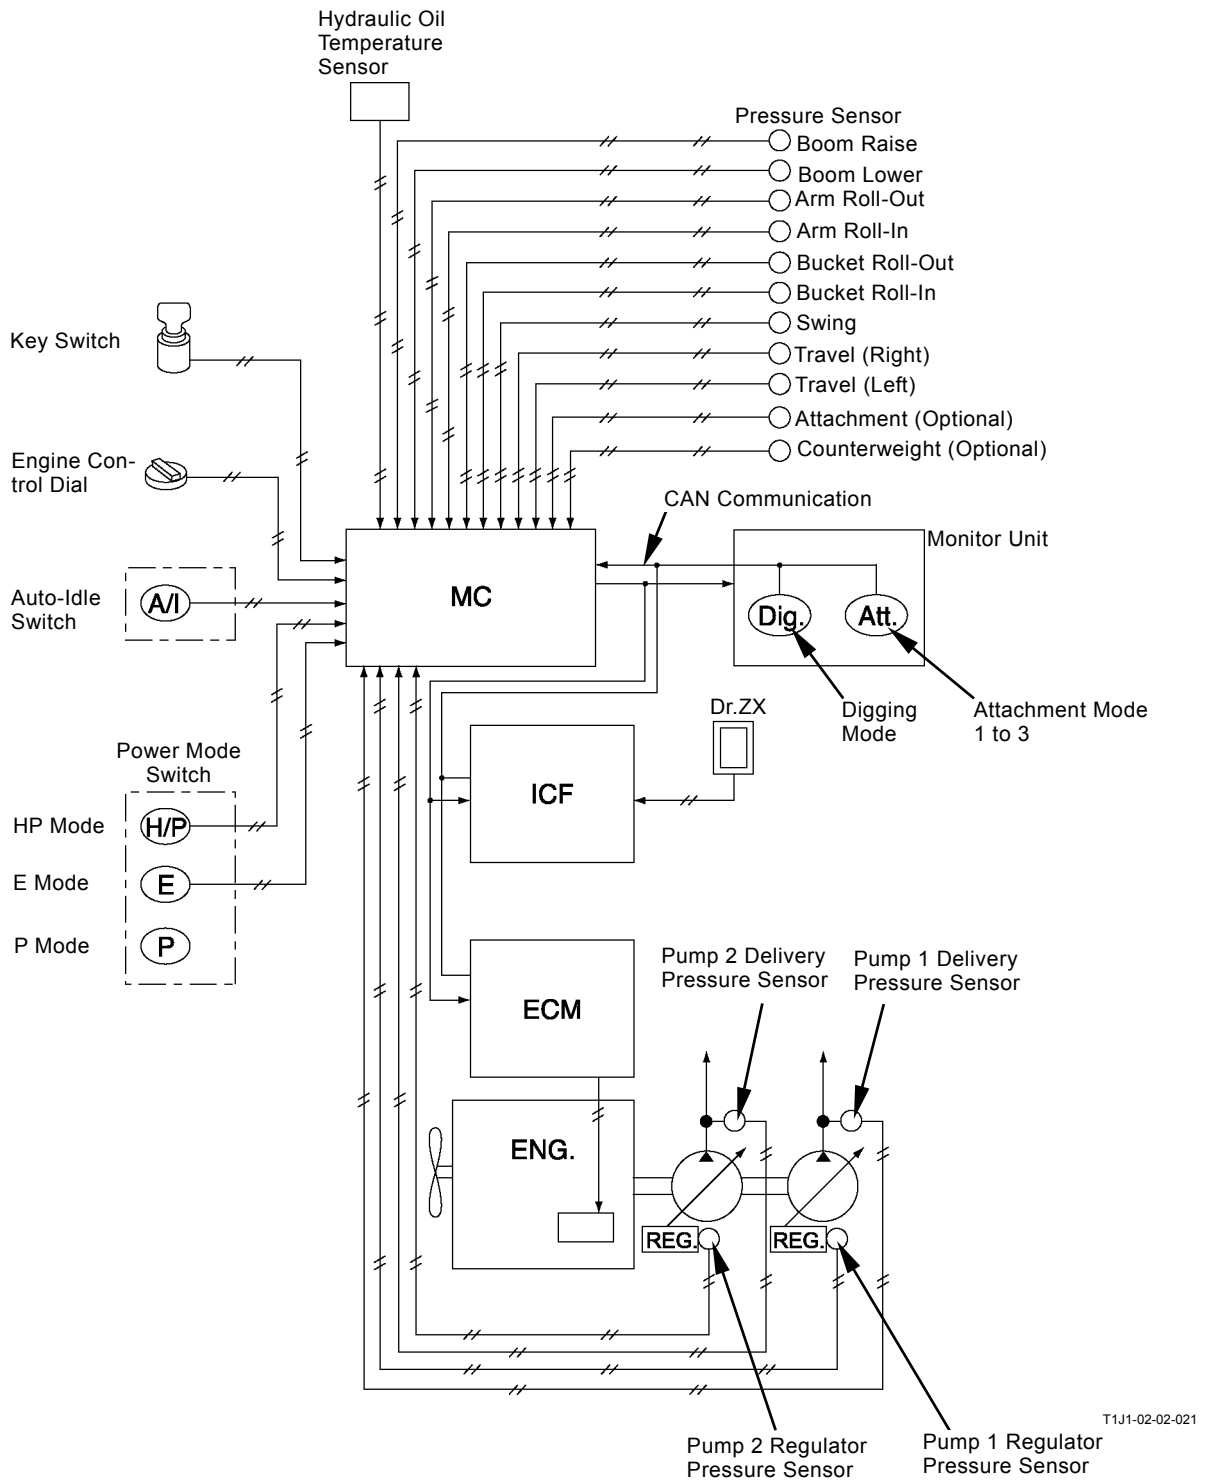 Hydraulic Oil
Temperature
Sensor
Pressure Sensor
Boom Raise
Boom Lower
Arm Roll-Out
Arm Roll-In
Bucket Roll-Out
Bucket Roll-In
Swing
Travel (Right)
Travel (Left)
Attachment (Optional)
Counterweight (Optional)
Key Switch
Engine Con-
trol Dial
Auto-Idle
Switch
A/I
MC
CAN Communication
Monitor Unit
Dig.
Att.
Digging
Mode
Attachment Mode
1 to 3
Dr.ZX
ICF
Power Mode
Switch
HP Mode
H/P
E Mode
E
P Mode
P
ECM
Pump 2 Delivery
Pressure Sensor
Pump 1 Delivery
Pressure Sensor
ENG.
REG.
REG.
T1J1-02-02-021
Pump 2 Regulator
Pressure Sensor
Pump 1 Regulator
Pressure Sensor